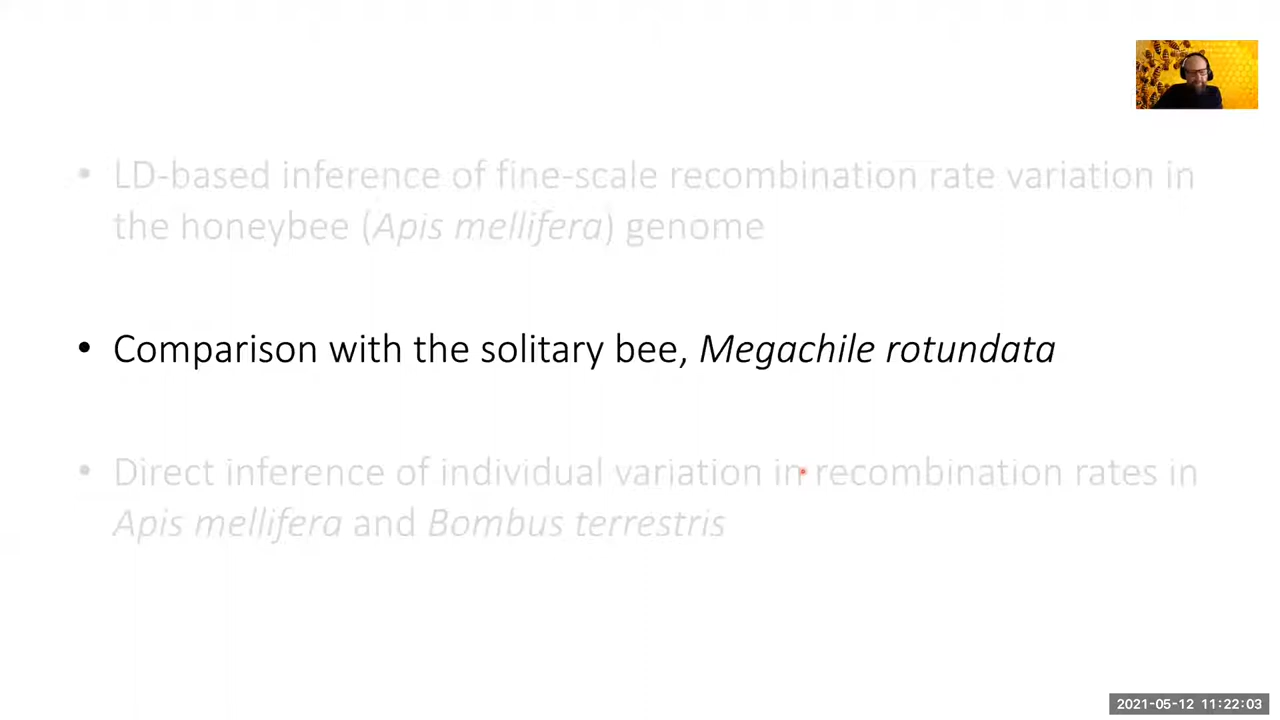 • LD-based inference of fine-scale recombination rate variation in
the honeybee (Apis mellifera) genome
• Comparison with the solitary bee, Megachile rotundata
• Direct inference of individual variation in recombination rates in
Apis mellifera and Bombus terrestris
2021-05-12 11:22:03